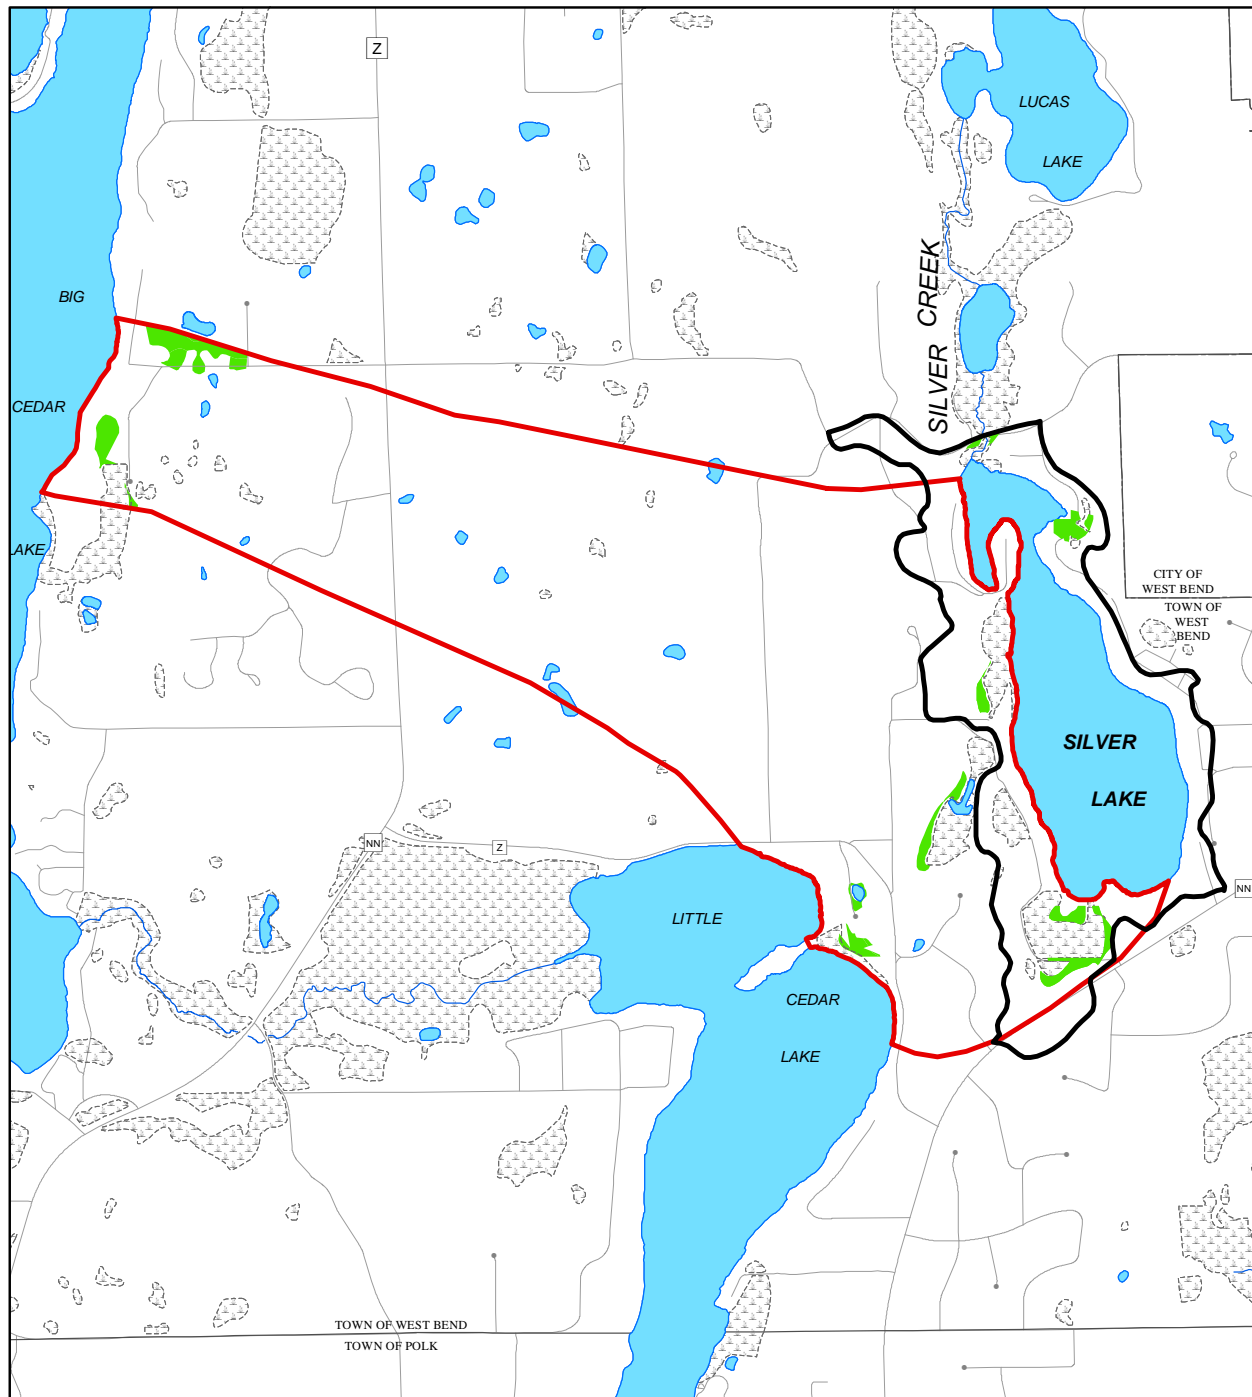 Z
LUCAS
LAKE
SILVER CREEK
BIG
CEDAR
LAKE
CITY OF
WEST BEND
TOWN OF
WEST
BEND
SILVER
LAKE
NN
Z
NN
LITTLE
CEDAR
LAKE
TOWN OF WEST BEND
TOWN OF POLK